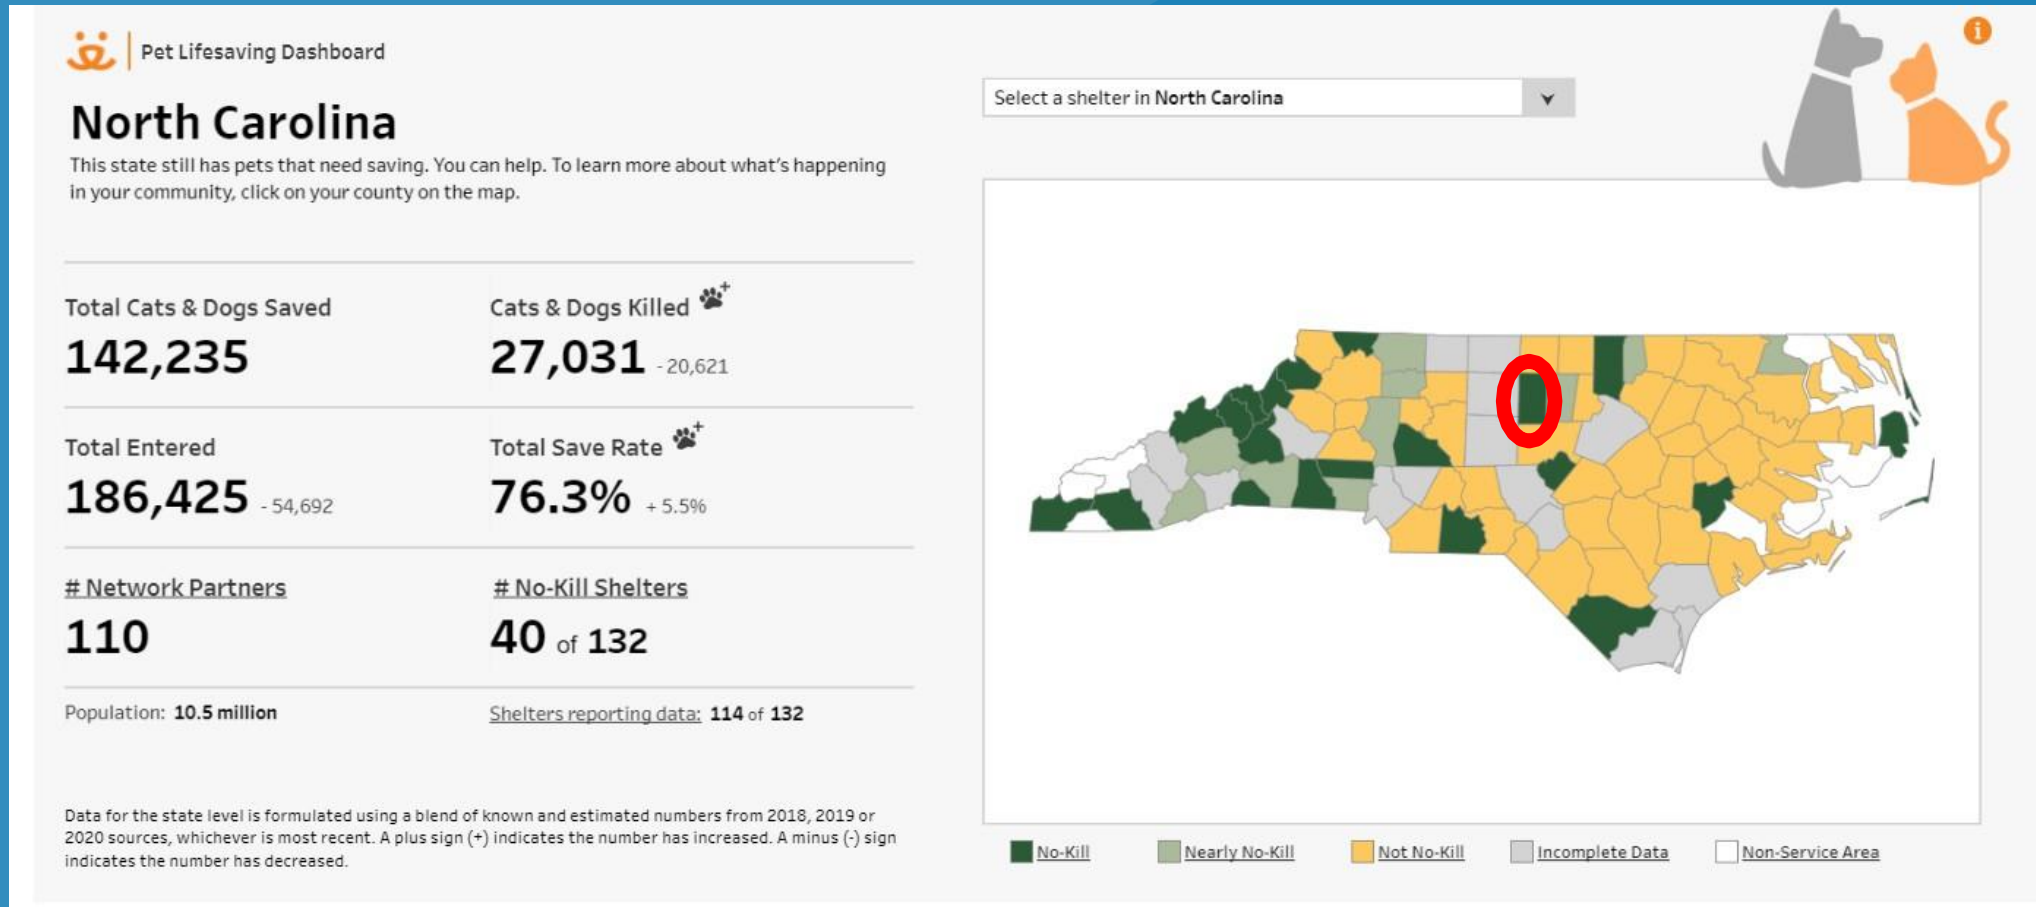 Pet Lifesaving Dashboard
North Carolina
This state still has pets that need saving. You can help. To learn more about what's happening
in your community, click on your county on the map.
Total Cats & Dogs Saved
142,235
Cats & Dogs Killed
27,031 - 20,621
Total Entered
186,425 - 54,692
Total Save Rate
76.3% + 5.5%
# Network Partners
110
# No-Kill Shelters
40 of 132
Population: 10.5 million
Shelters reporting data: 114 of 132
Data for the state level is formulated using a blend of known and estimated numbers from 2018, 2019 or
2020 sources, whichever is most recent. A plus sign (+) indicates the number has increased. A minus (-) sign
indicates the number has decreased.
Select a shelter in North Carolina
i
No-Kill
Nearly No-Kill
Not No-Kill
Incomplete Data
Non-Service Area